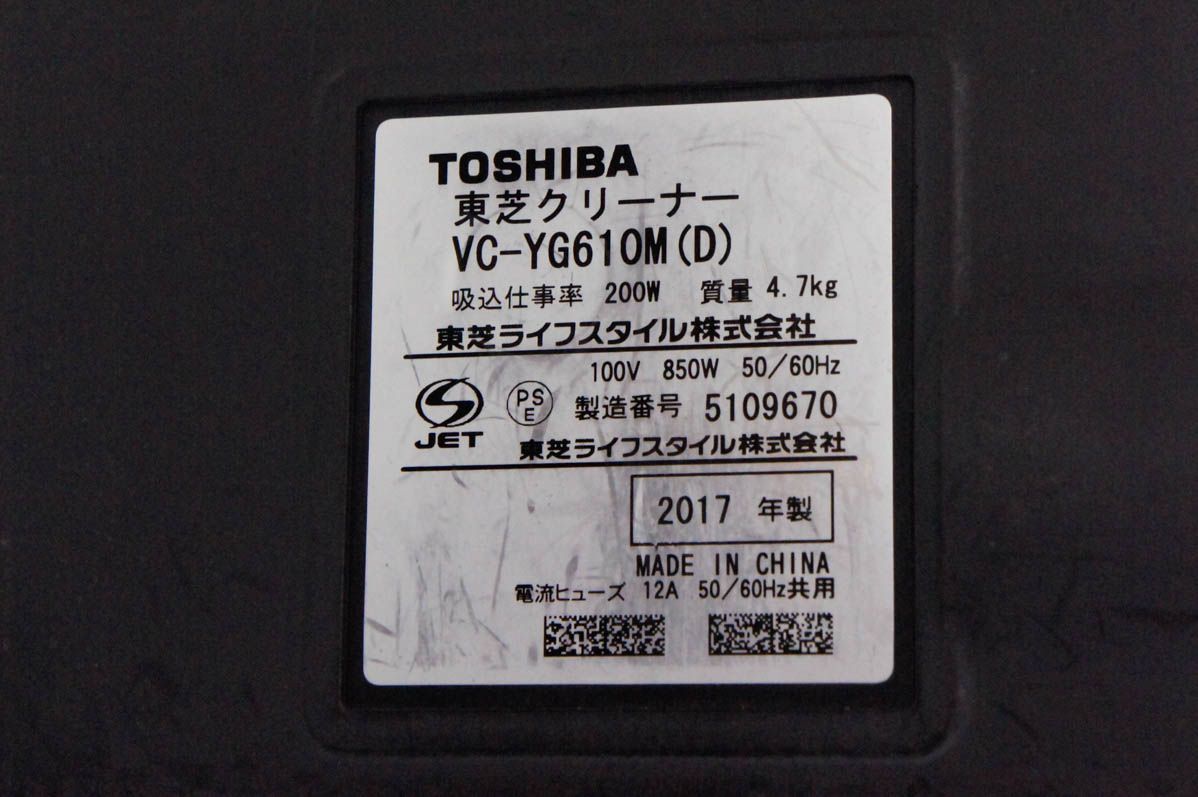 TOSHIBA
東芝クリーナー
VC-YG610M(D)
吸込仕事率 200W 質量 4.7kg
東芝ライフスタイル株式会社
100V 850W 50/60Hz
JET PSE 製造番号 5109670
東芝ライフスタイル株式会社
2017 年製
MADE IN CHINA
電流ヒューズ 12A 50/60Hz共用